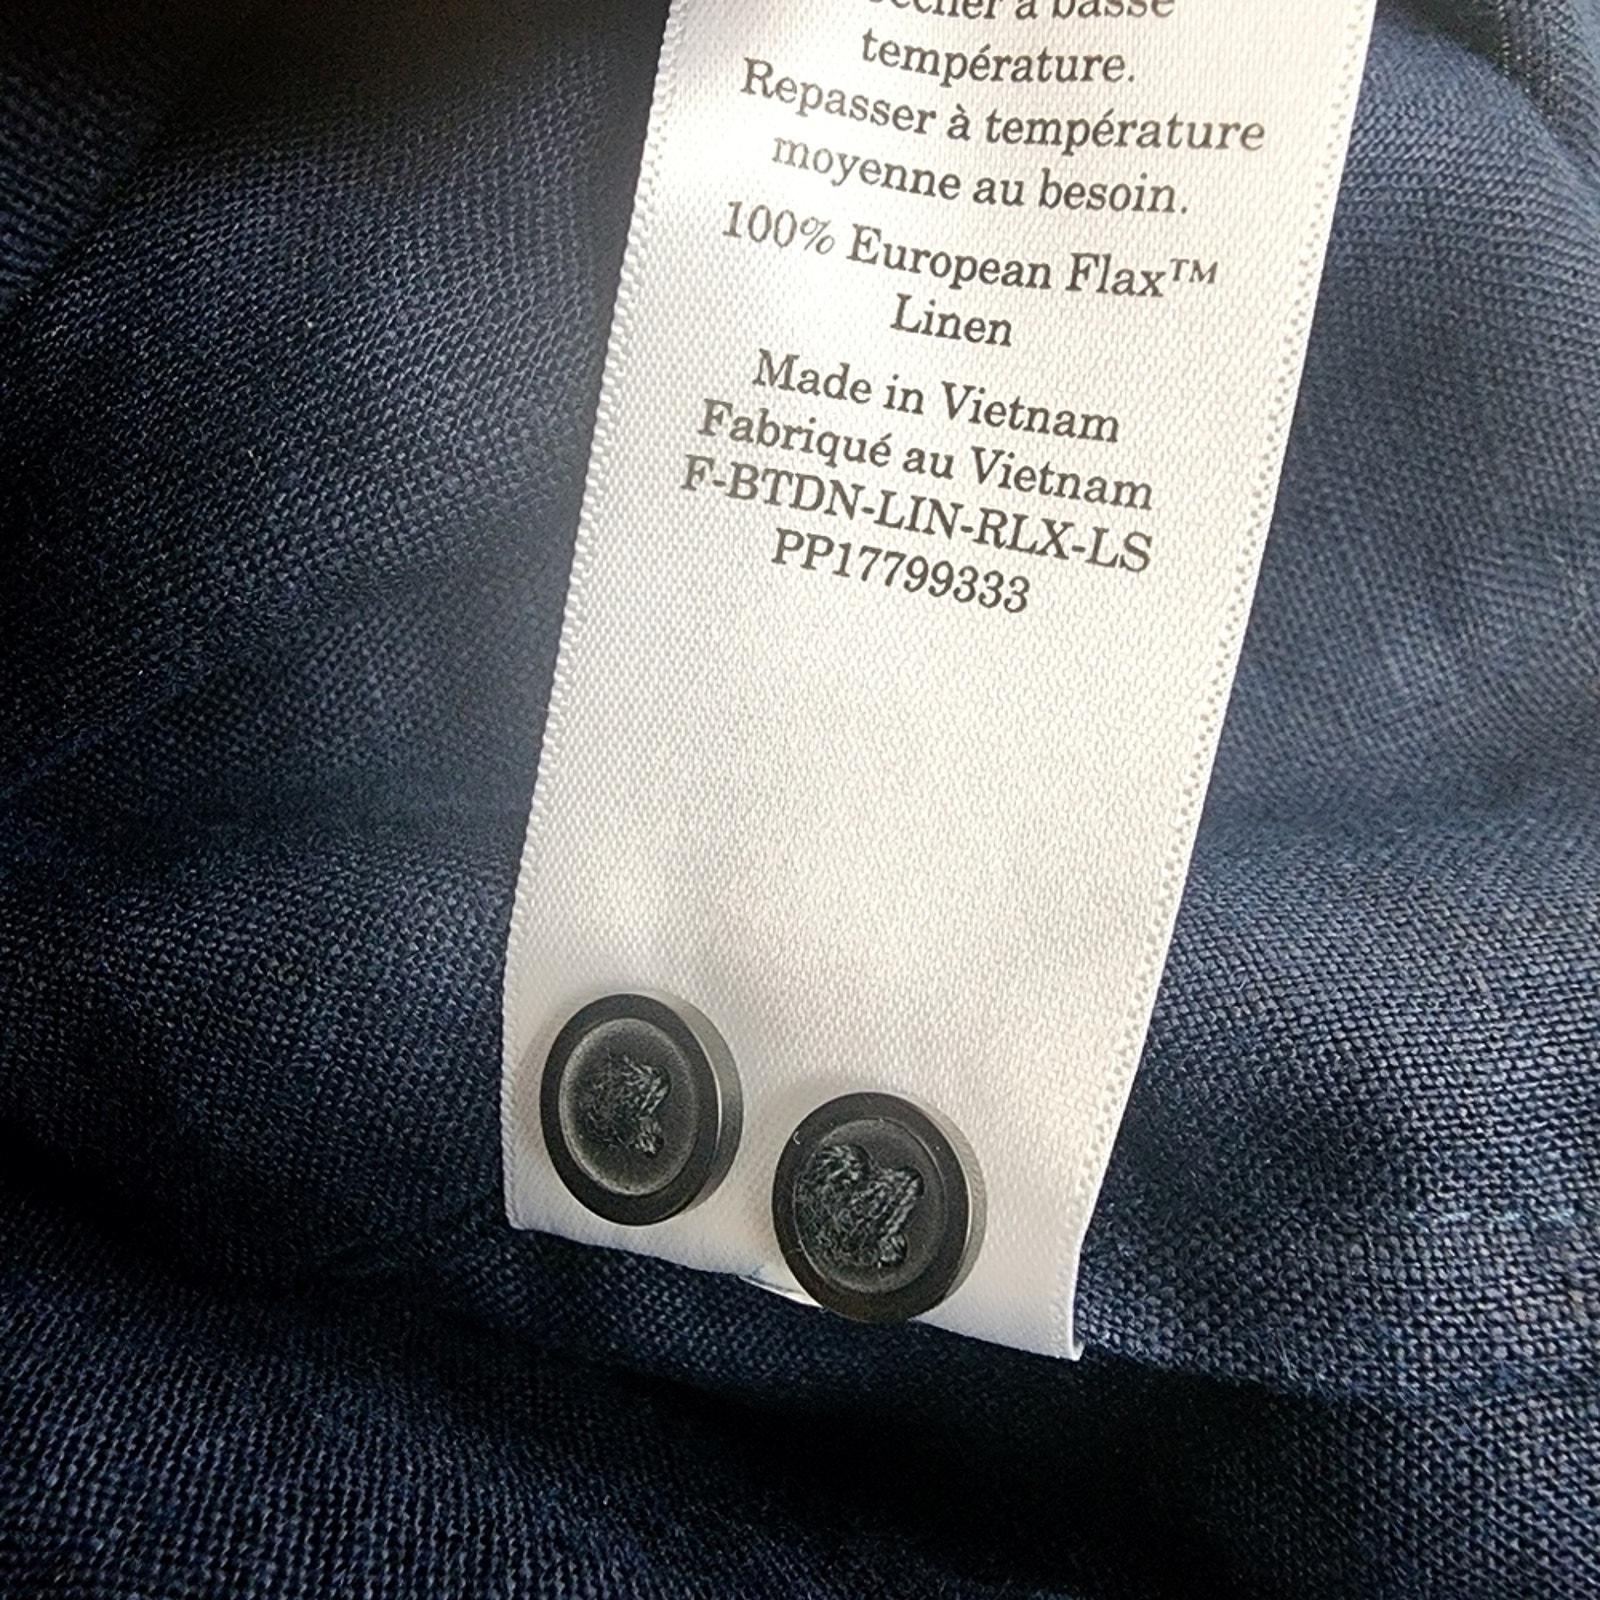 à basse
température.
Repasser à température
moyenne au besoin.
100% European Flax™
Linen
Made in Vietnam
Fabriqué au Vietnam
F-BTDN-LIN-RLX-LS
PP17799333